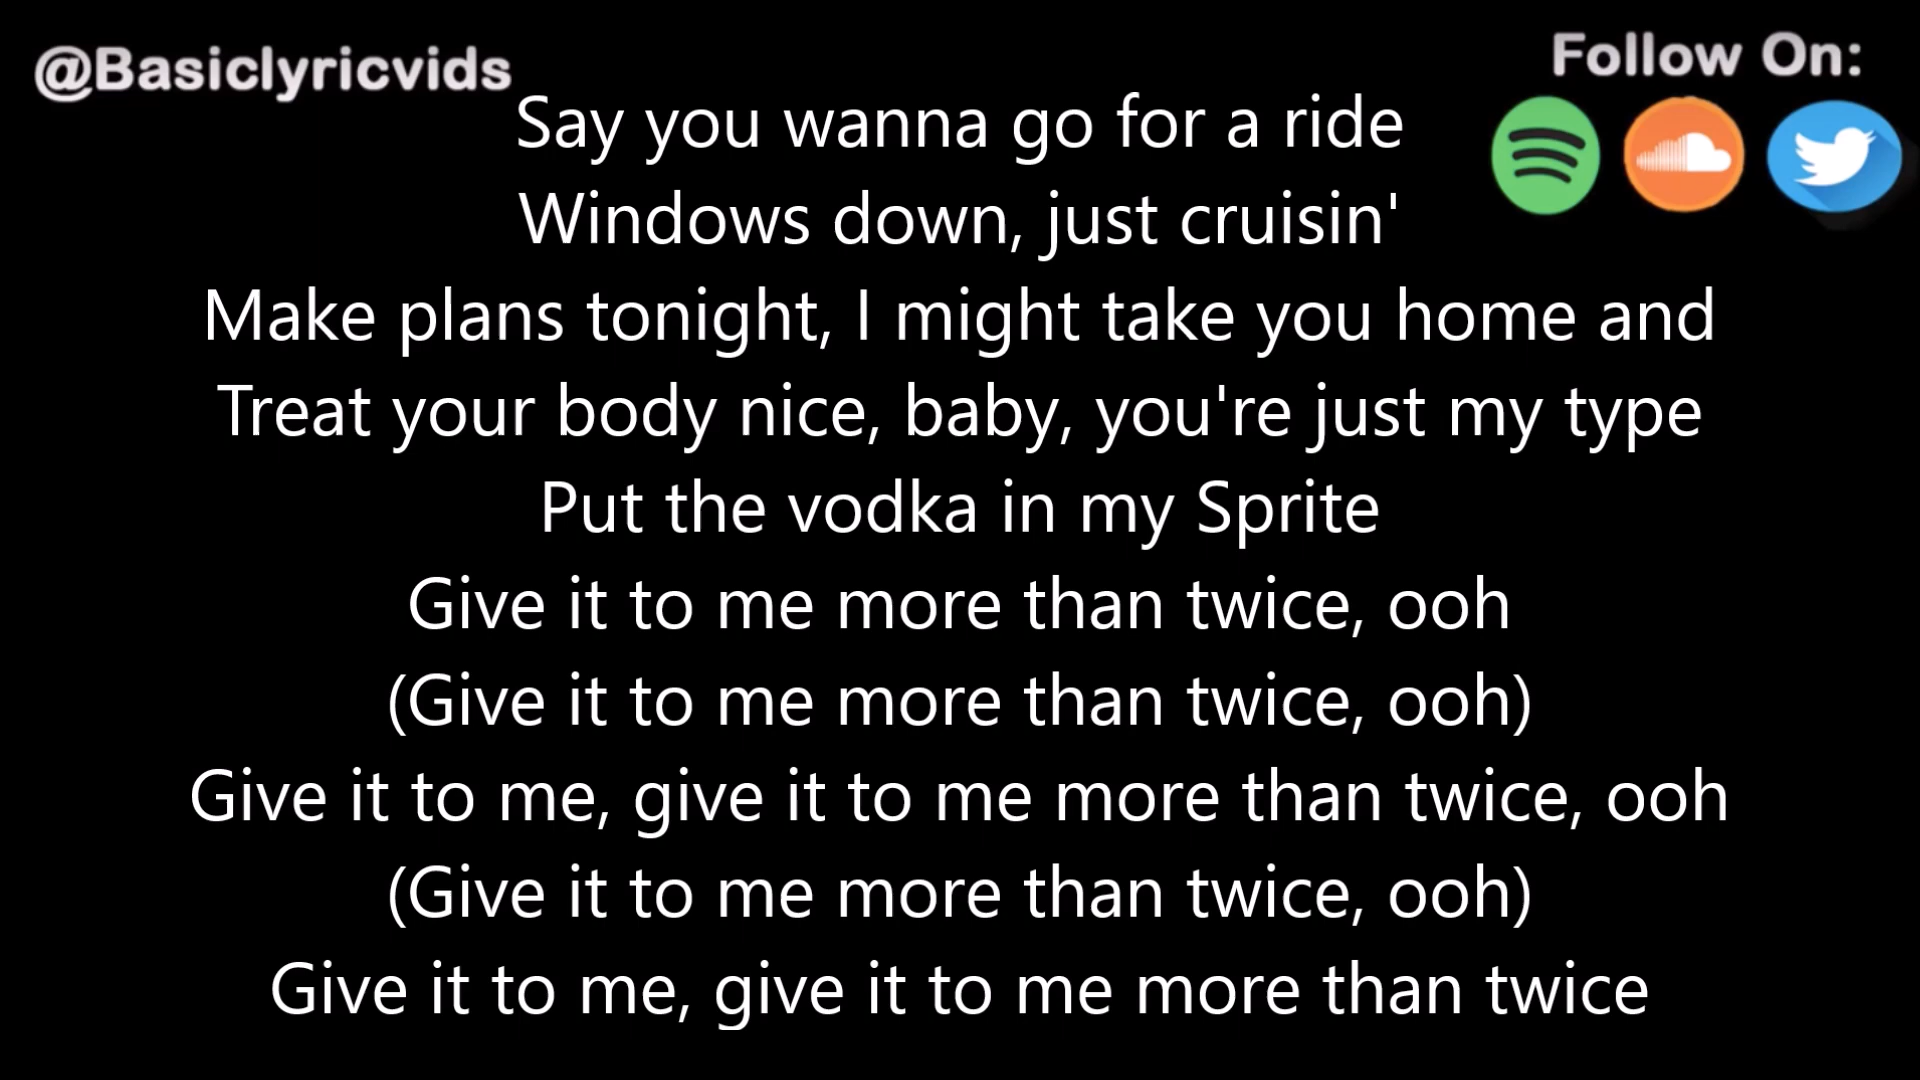 @Basiclyricvids
Follow On:
Say you wanna go for a ride
Windows down, just cruisin'
Make plans tonight, I might take you home and
Treat your body nice, baby, you're just my type
Put the vodka in my Sprite
Give it to me more than twice, ooh
(Give it to me more than twice, ooh)
Give it to me, give it to me more than twice, ooh
(Give it to me more than twice, ooh)
Give it to me, give it to me more than twice